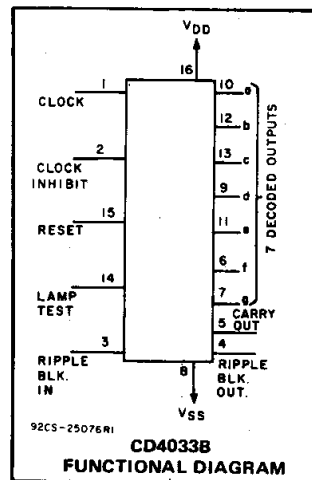 VDD
16
1
CLOCK
2
CLOCK
INHIBIT
15
RESET
14
LAMP
TEST
3
RIPPLE
BLK.
IN
10 a
12 b
13 c
9 d
11 e
6 f
7 g
7 DECODED OUTPUTS
CARRY
OUT
5
4
RIPPLE
BLK.
OUT.
8
VSS
92CS-25076R1
CD4033B
FUNCTIONAL DIAGRAM